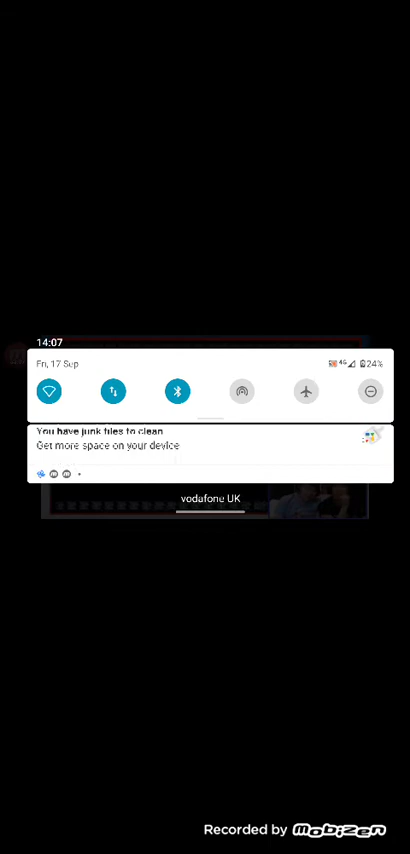 14:07
Fri, 17 Sep
4G
24%
You have junk files to clean
Get more space on your device
vodafone UK
Recorded by mobizen